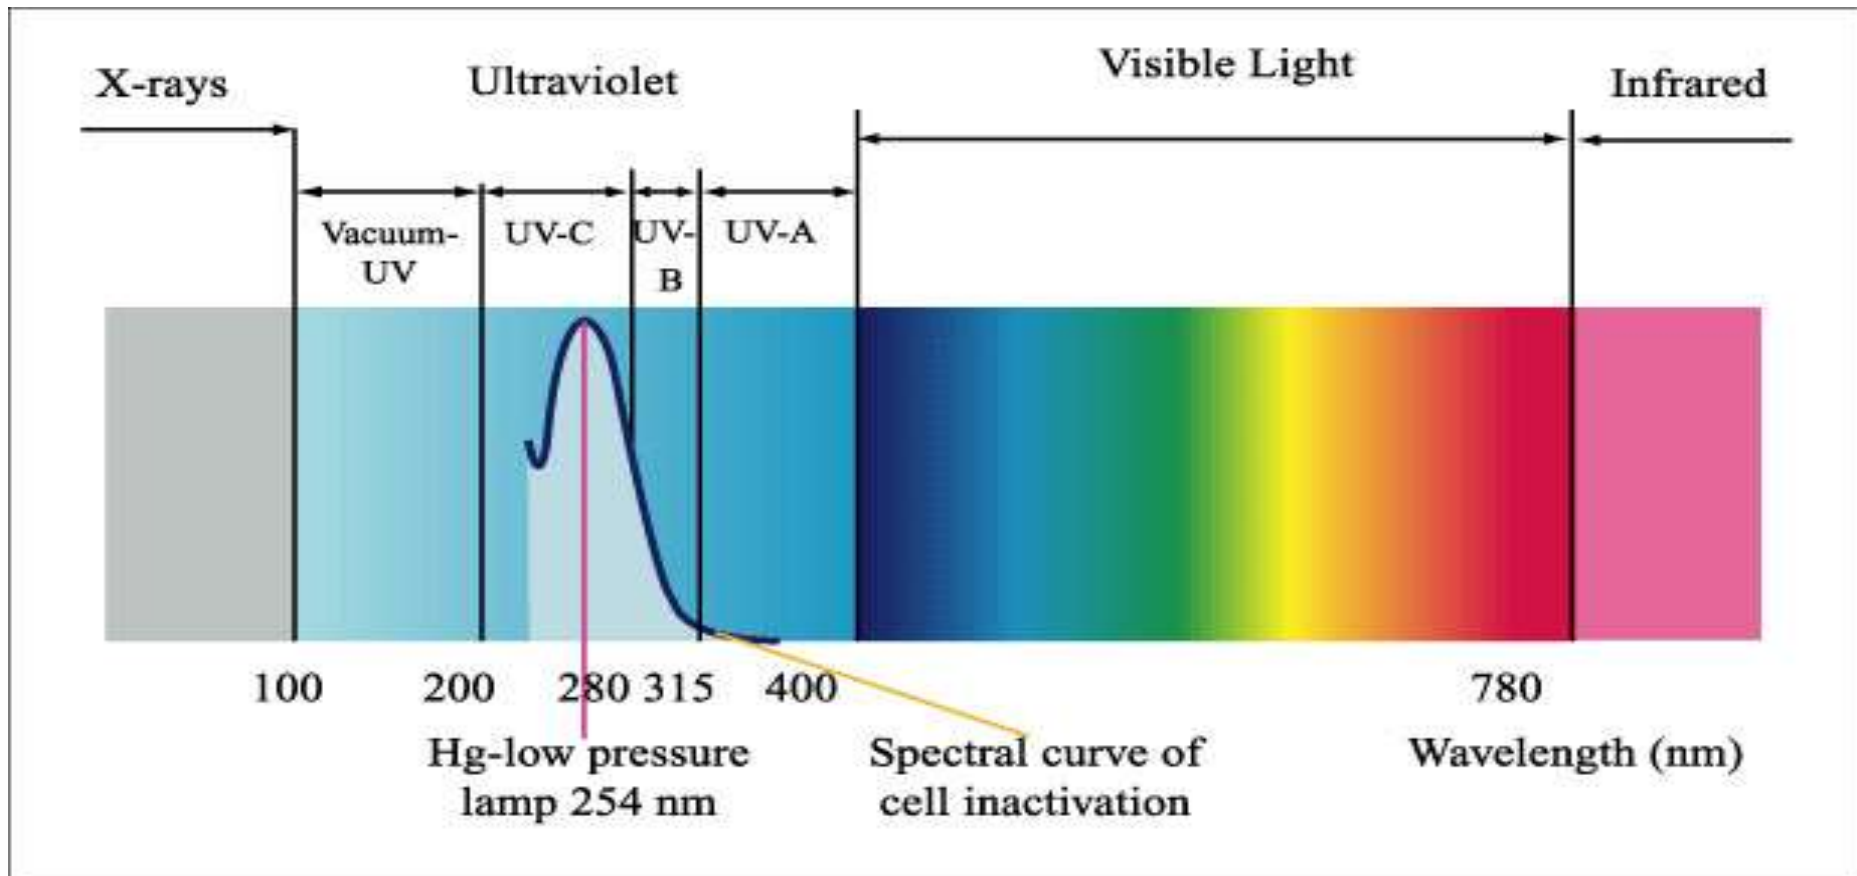 X-rays
Ultraviolet
Visible Light
Infrared
Vacuum-
UV
UV-C
UV-
B
UV-A
100
200
280
315
400
780
Hg-low pressure
lamp 254 nm
Spectral curve of
cell inactivation
Wavelength (nm)